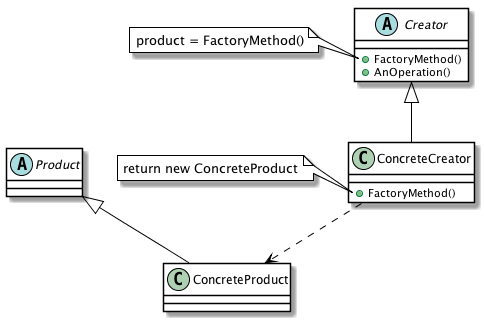 A Creator
product = FactoryMethod()
FactoryMethod()
AnOperation()
A Product
return new ConcreteProduct
C ConcreteCreator
FactoryMethod()
C ConcreteProduct